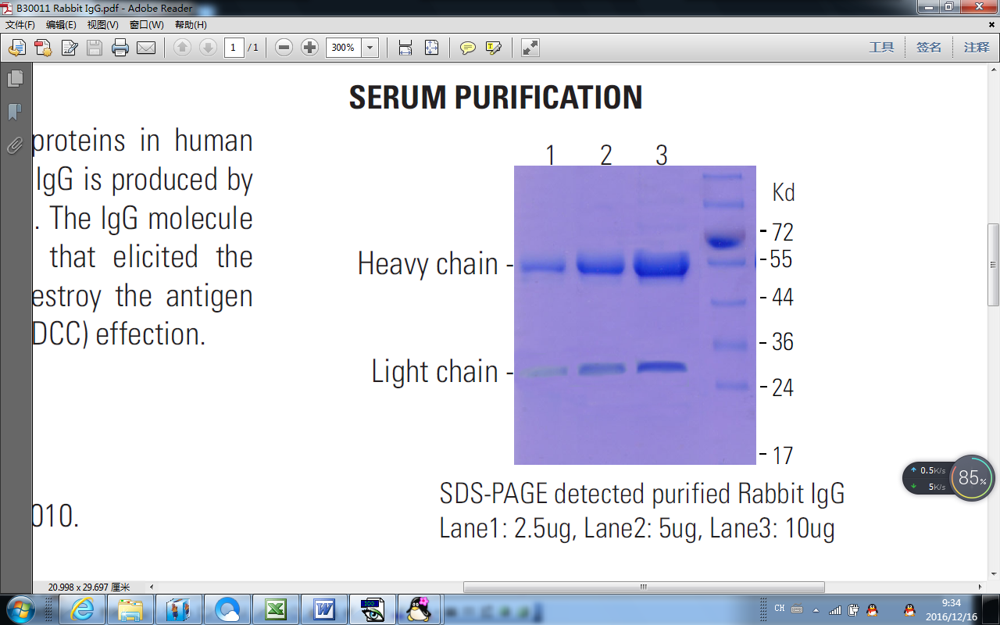 B30011 Rabbit IgG.pdf - Adobe Reader
文件(F) 编辑(E) 视图(V) 窗口(W) 帮助(H)
1 / 1 300% 工具 签名 注释
SERUM PURIFICATION
proteins in human
IgG is produced by
. The IgG molecule
that elicited the
estroy the antigen
DCC) effection.
010.
1 2 3
Kd
72
Heavy chain - 55
44
36
Light chain - 24
17
SDS-PAGE detected purified Rabbit IgG
Lane1: 2.5ug, Lane2: 5ug, Lane3: 10ug
0.5K/s
5K/s
85%
20.998 x 29.697 厘米
CH
9:34
2016/12/16